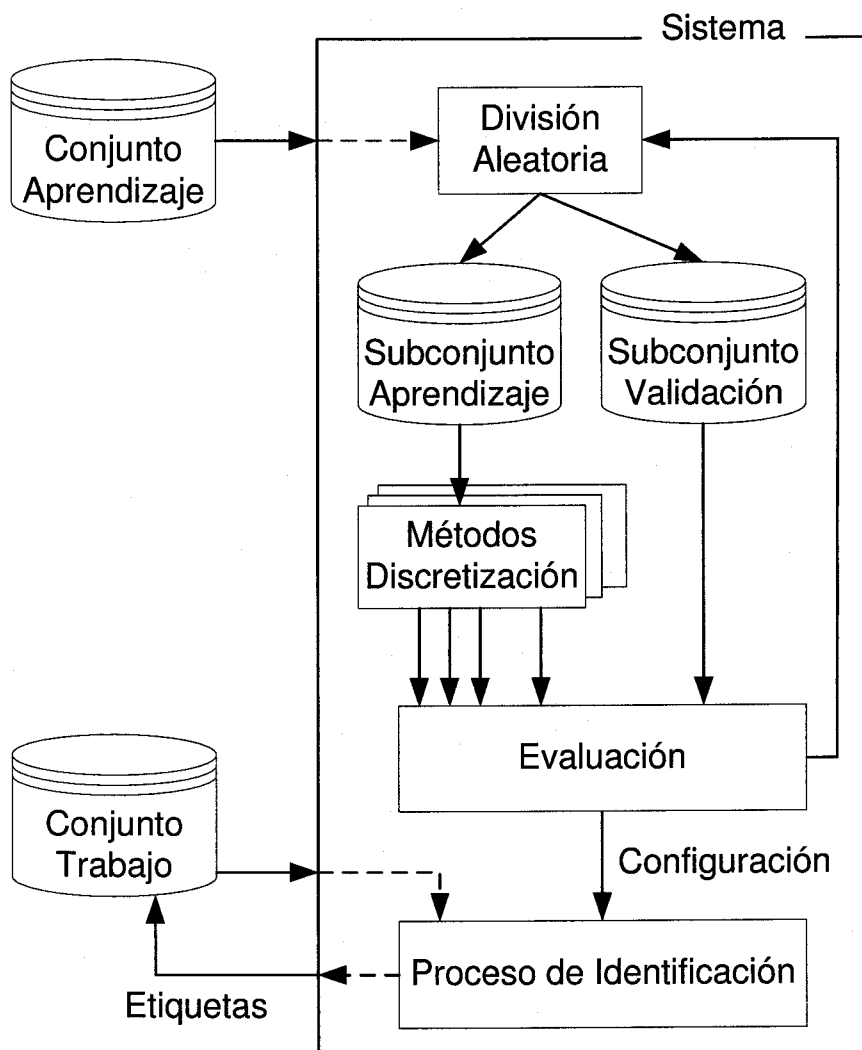 Sistema
Conjunto
Aprendizaje
División
Aleatoria
Subconjunto
Aprendizaje
Subconjunto
Validación
Métodos
Discretización
Evaluación
Conjunto
Trabajo
Configuración
Proceso de Identificación
Etiquetas